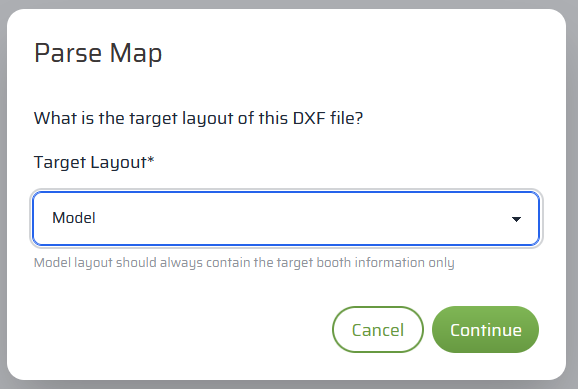 Parse Map
What is the target layout of this DXF file?
Target Layout*
Model
Model layout should always contain the target booth information only
Cancel
Continue